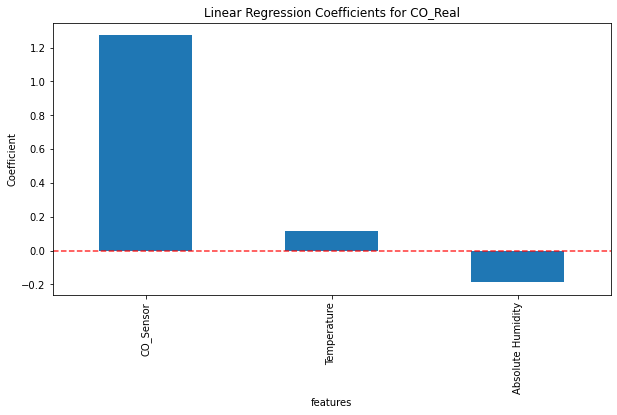 Linear Regression Coefficients for CO_Real
Coefficient
1.2
1.0
0.8
0.6
0.4
0.2
0.0
−0.2
CO_Sensor
Temperature
Absolute Humidity
features